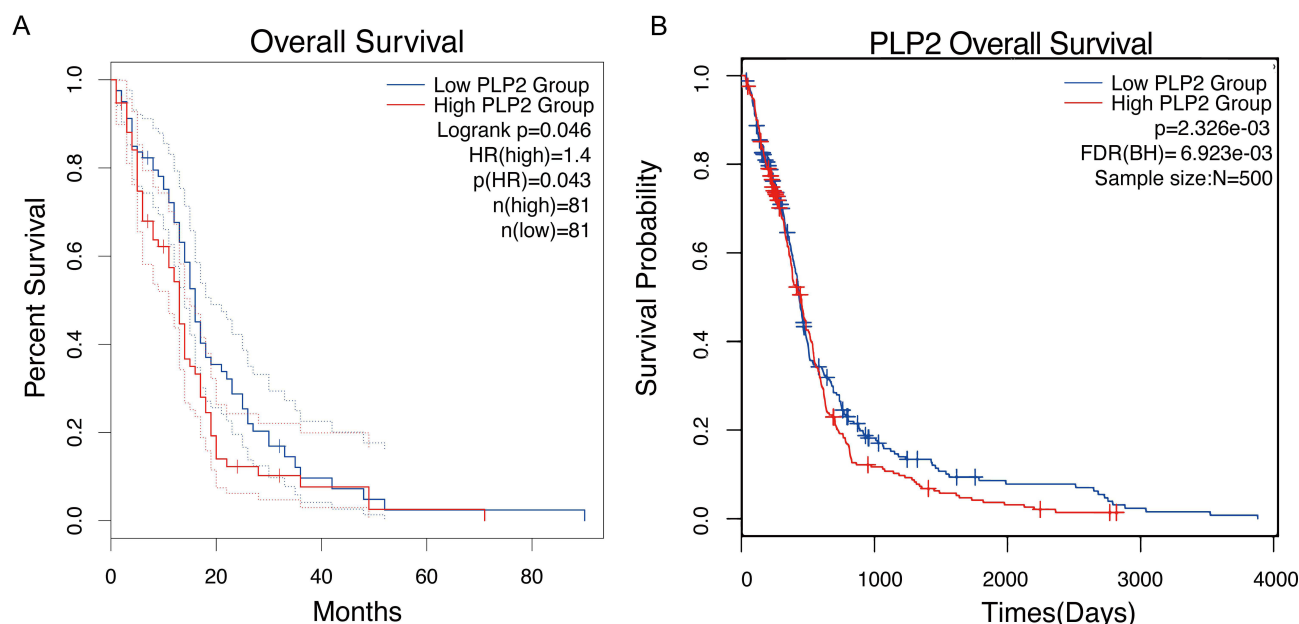 A
Overall Survival
Low PLP2 Group
High PLP2 Group
Logrank p=0.046
HR(high)=1.4
p(HR)=0.043
n(high)=81
n(low)=81
Percent Survival
1.0
0.8
0.6
0.4
0.2
0.0
0 20 40 60 80
Months
B
PLP2 Overall Survival
Low PLP2 Group
High PLP2 Group
p=2.326e-03
FDR(BH)=6.923e-03
Sample size:N=500
Survival Probability
1.0
0.8
0.6
0.4
0.2
0.0
0 1000 2000 3000 4000
Times(Days)